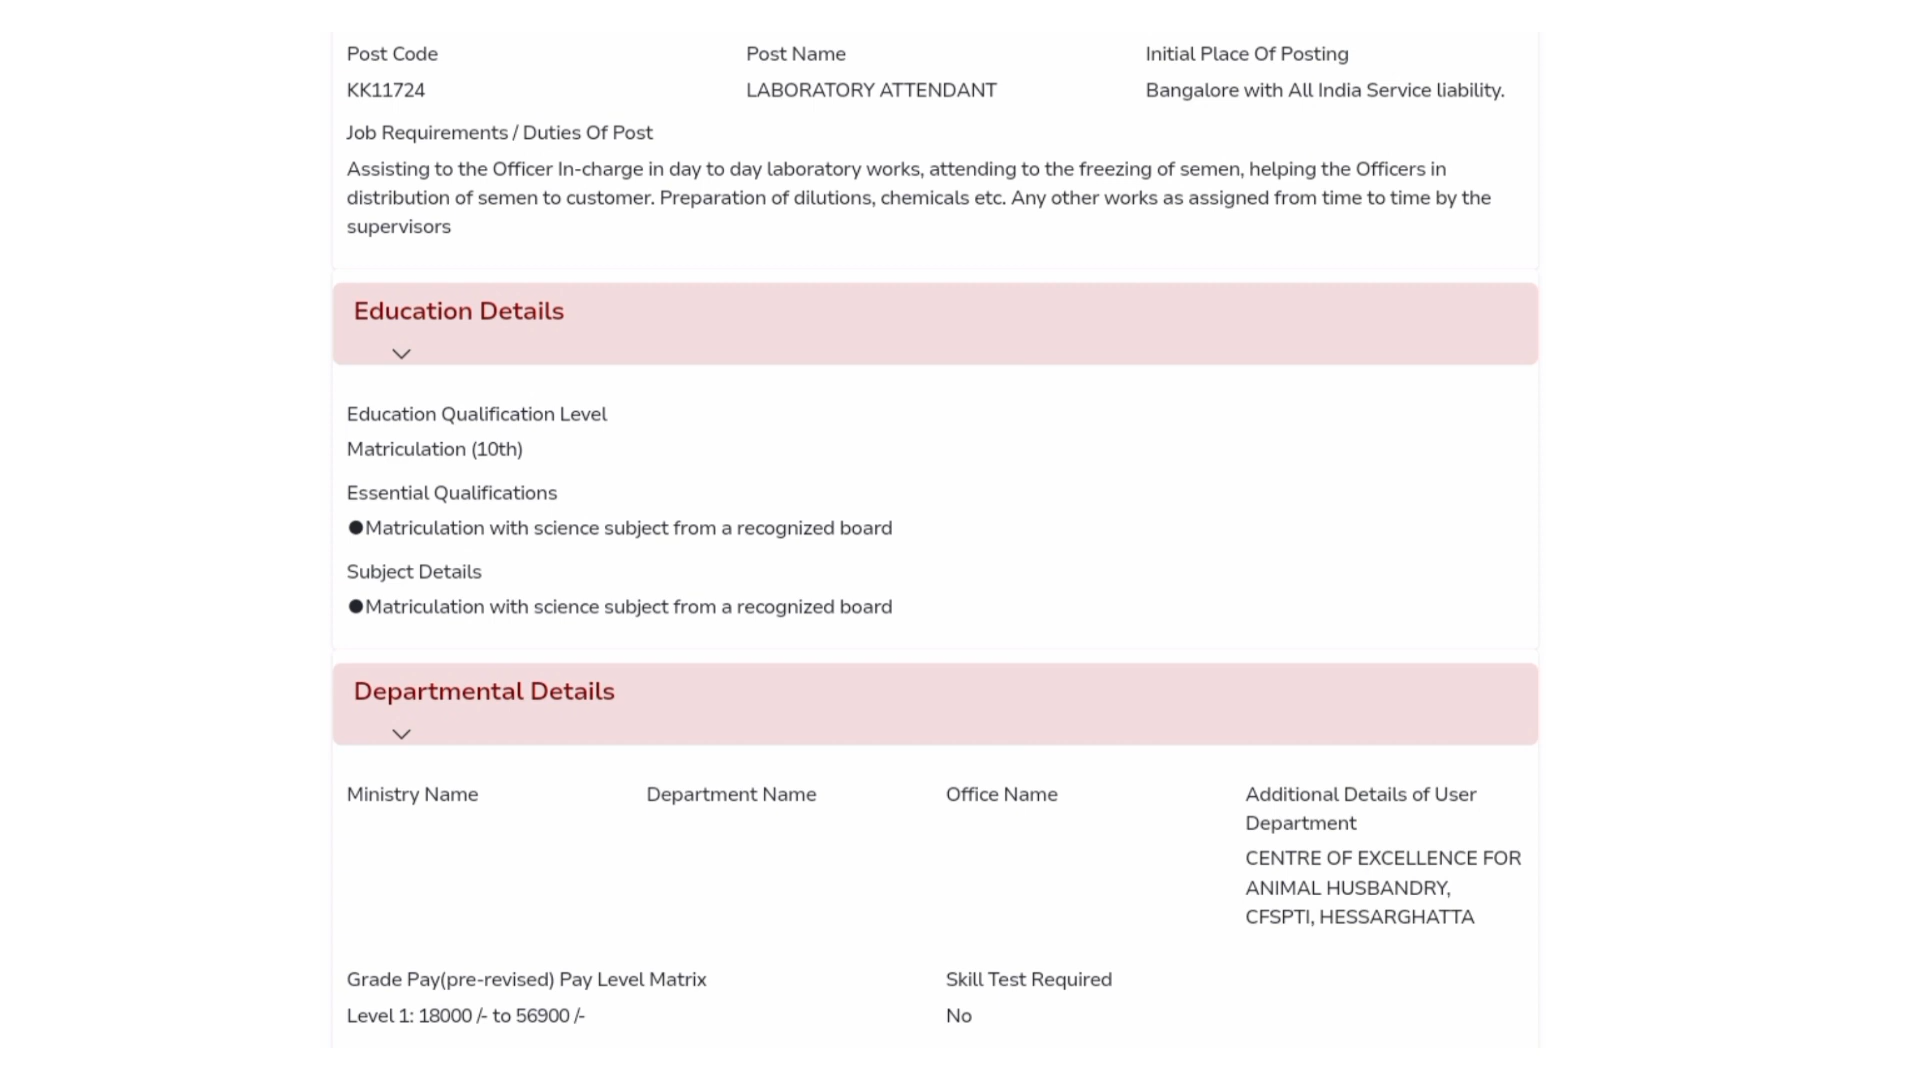 Post Code
Post Name
Initial Place Of Posting
KK11724
LABORATORY ATTENDANT
Bangalore with All India Service liability.
Job Requirements / Duties Of Post
Assisting to the Officer In-charge in day to day laboratory works, attending to the freezing of semen, helping the Officers in
distribution of semen to customer. Preparation of dilutions, chemicals etc. Any other works as assigned from time to time by the
supervisors
Education Details
Education Qualification Level
Matriculation (10th)
Essential Qualifications
●Matriculation with science subject from a recognized board
Subject Details
●Matriculation with science subject from a recognized board
Departmental Details
Ministry Name
Department Name
Office Name
Additional Details of User
Department
CENTRE OF EXCELLENCE FOR
ANIMAL HUSBANDRY,
CFSPTI, HESSARGHATTA
Grade Pay(pre-revised) Pay Level Matrix
Skill Test Required
Level 1: 18000 /- to 56900 /-
No